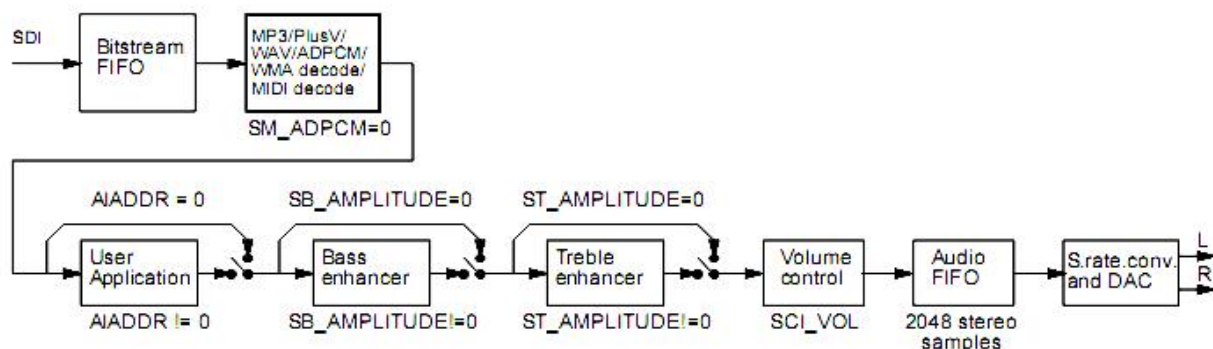 SDI
Bitstream
FIFO
MP3/PlusV/
WAV/ADPCM/
WMA decode/
MIDI decode
SM_ADPCM=0
AIADDR = 0
SB_AMPLITUDE=0
ST_AMPLITUDE=0
User
Application
Bass
enhancer
Treble
enhancer
Volume
control
Audio
FIFO
S.rate.conv.
and DAC
L
R
AIADDR != 0
SB_AMPLITUDE!=0
ST_AMPLITUDE!=0
SCI_VOL
2048 stereo
samples